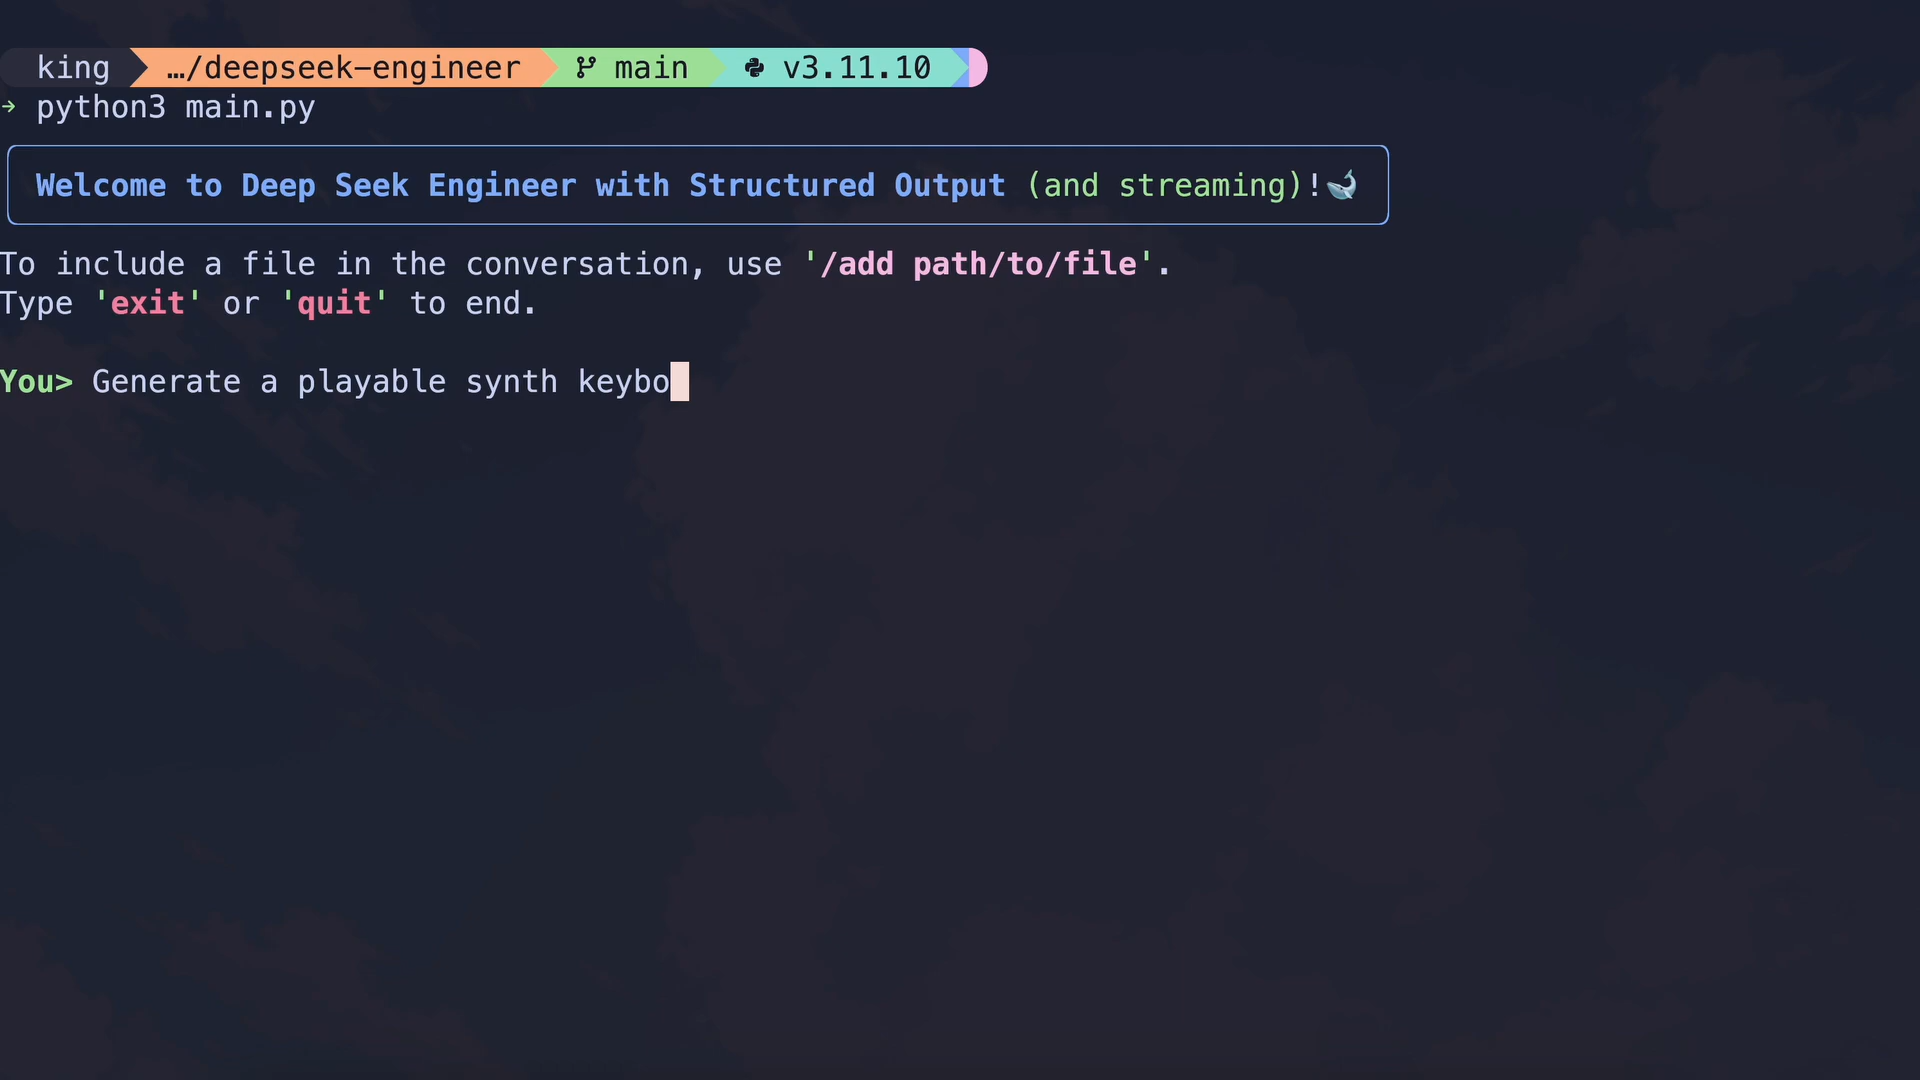 king …/deepseek-engineer main v3.11.10
→ python3 main.py
Welcome to Deep Seek Engineer with Structured Output (and streaming)!🐋
To include a file in the conversation, use '/add path/to/file'.
Type 'exit' or 'quit' to end.
You> Generate a playable synth keybo